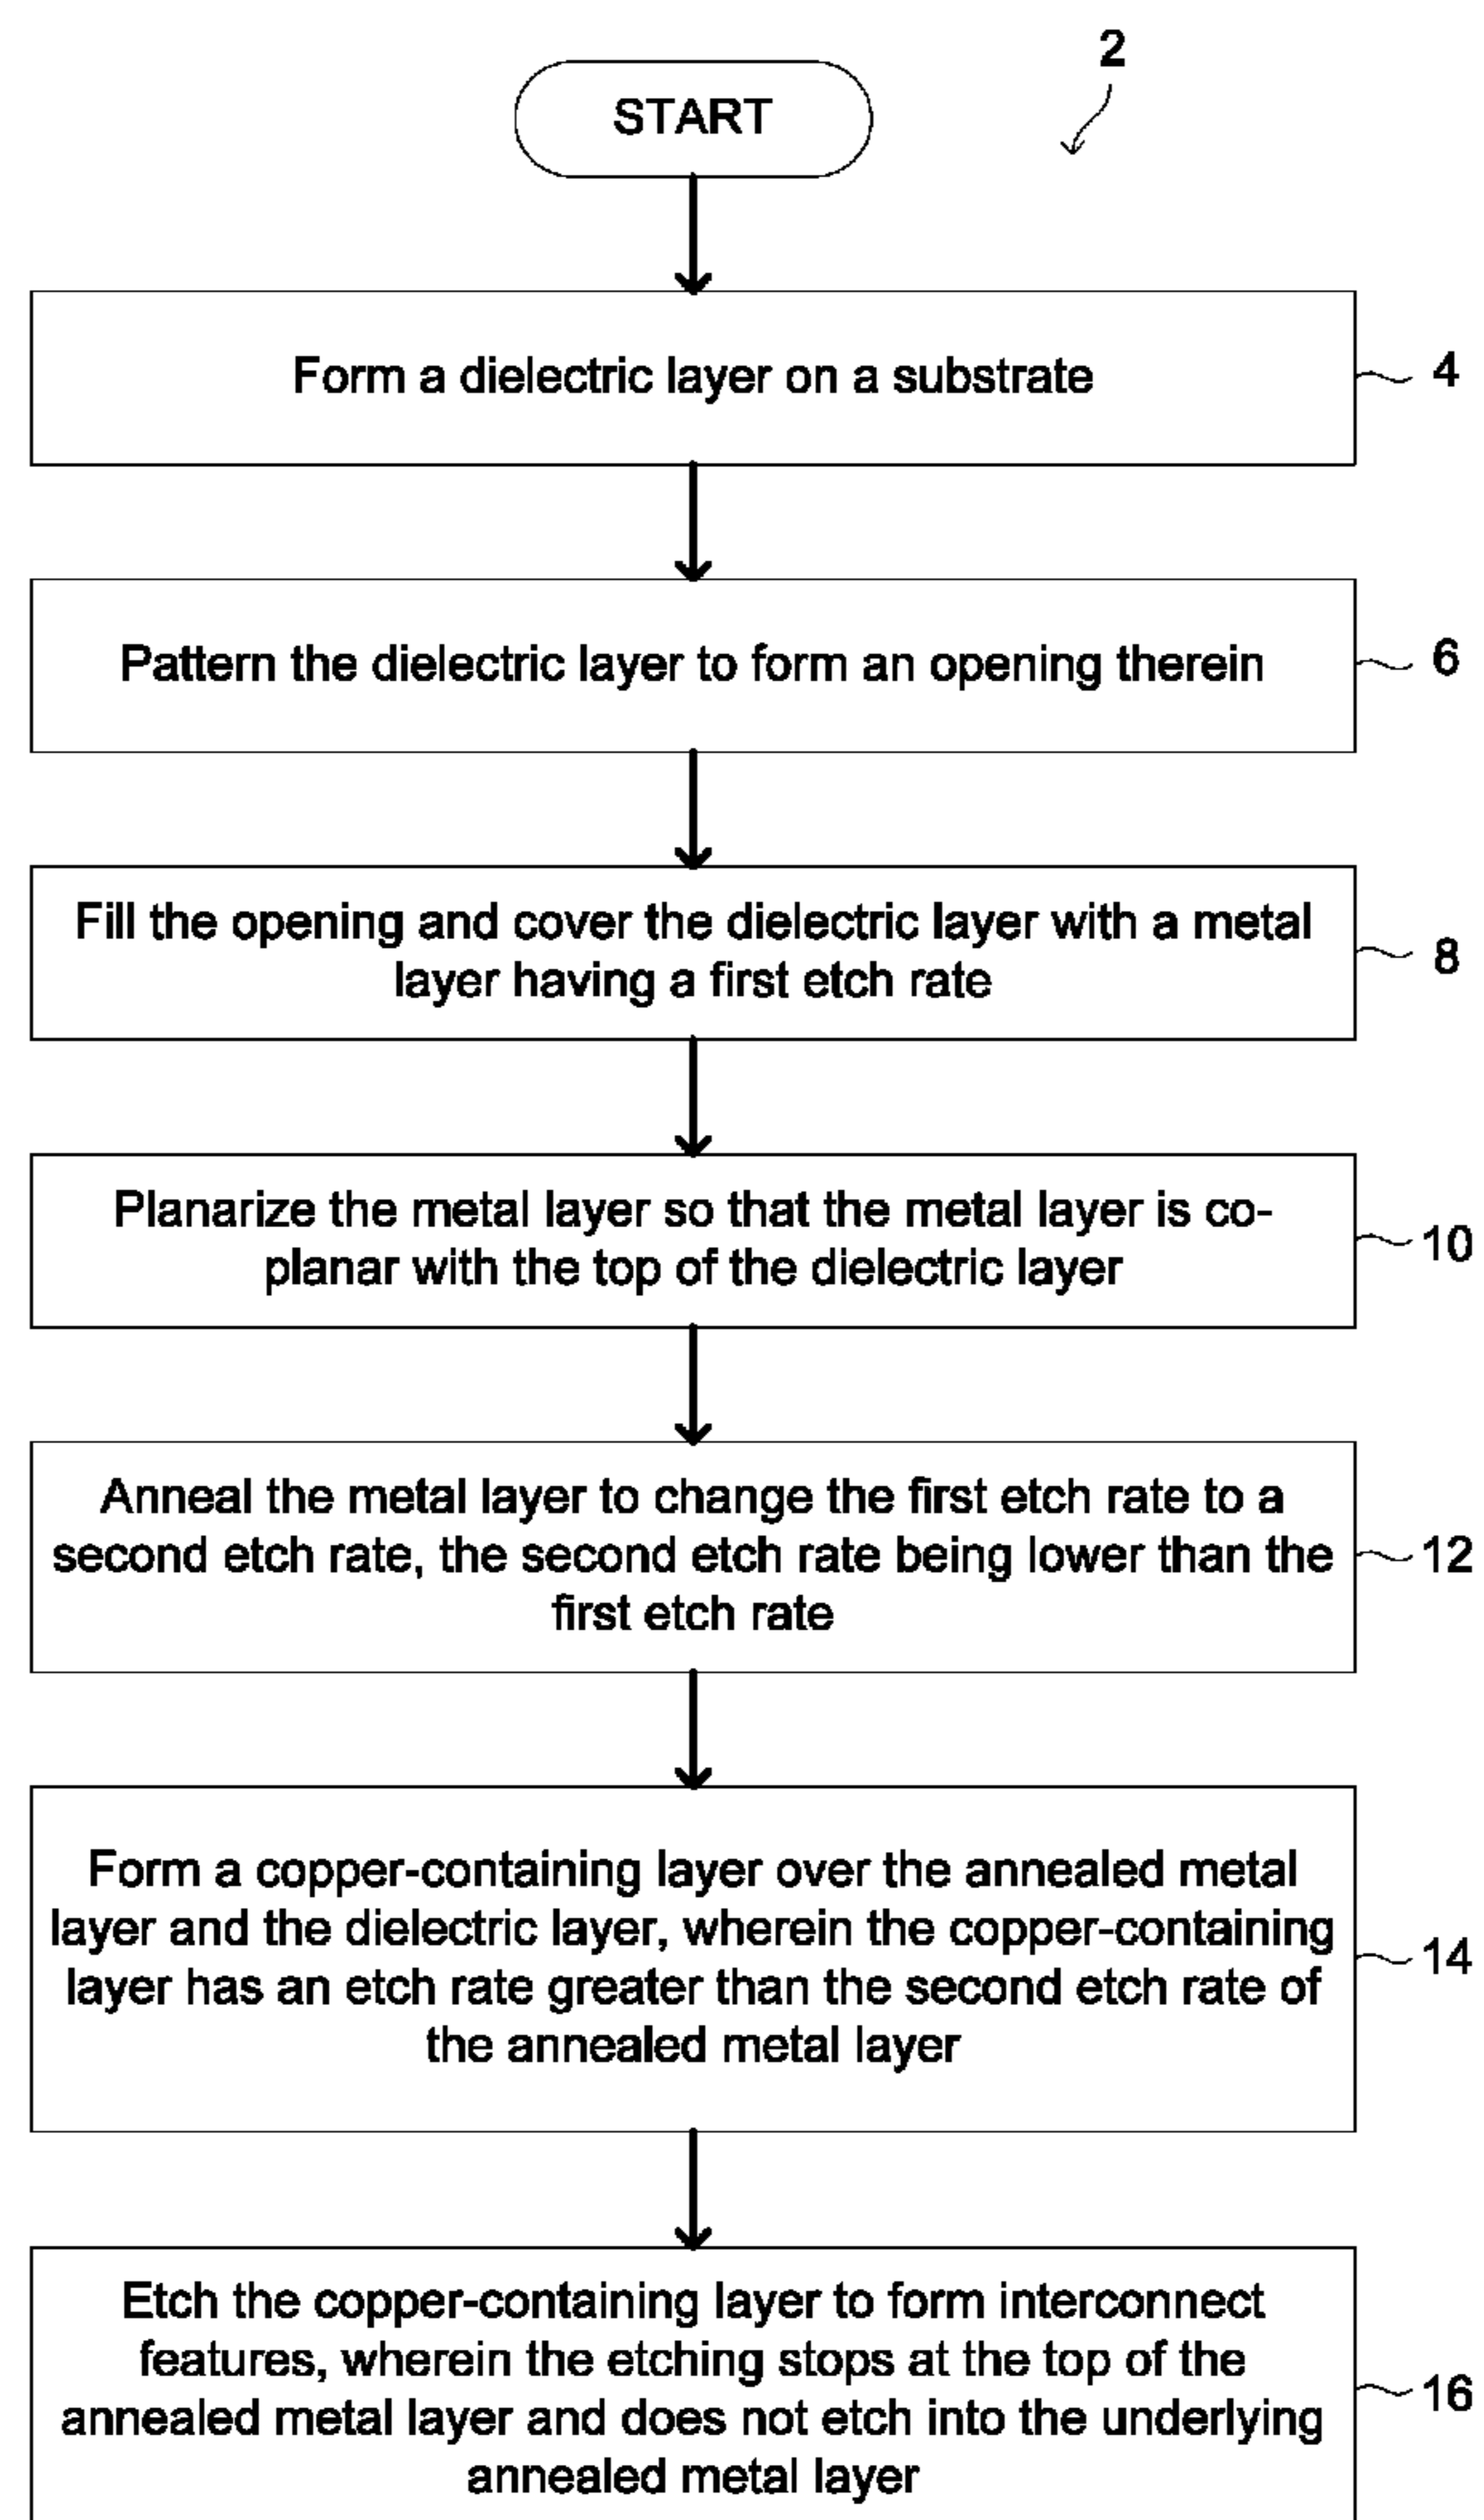 2
START
Form a dielectric layer on a substrate
4
Pattern the dielectric layer to form an opening therein
6
Fill the opening and cover the dielectric layer with a metal
layer having a first etch rate
8
Planarize the metal layer so that the metal layer is co-
planar with the top of the dielectric layer
10
Anneal the metal layer to change the first etch rate to a
second etch rate, the second etch rate being lower than the
first etch rate
12
Form a copper-containing layer over the annealed metal
layer and the dielectric layer, wherein the copper-containing
layer has an etch rate greater than the second etch rate of
the annealed metal layer
14
Etch the copper-containing layer to form interconnect
features, wherein the etching stops at the top of the
annealed metal layer and does not etch into the underlying
annealed metal layer
16